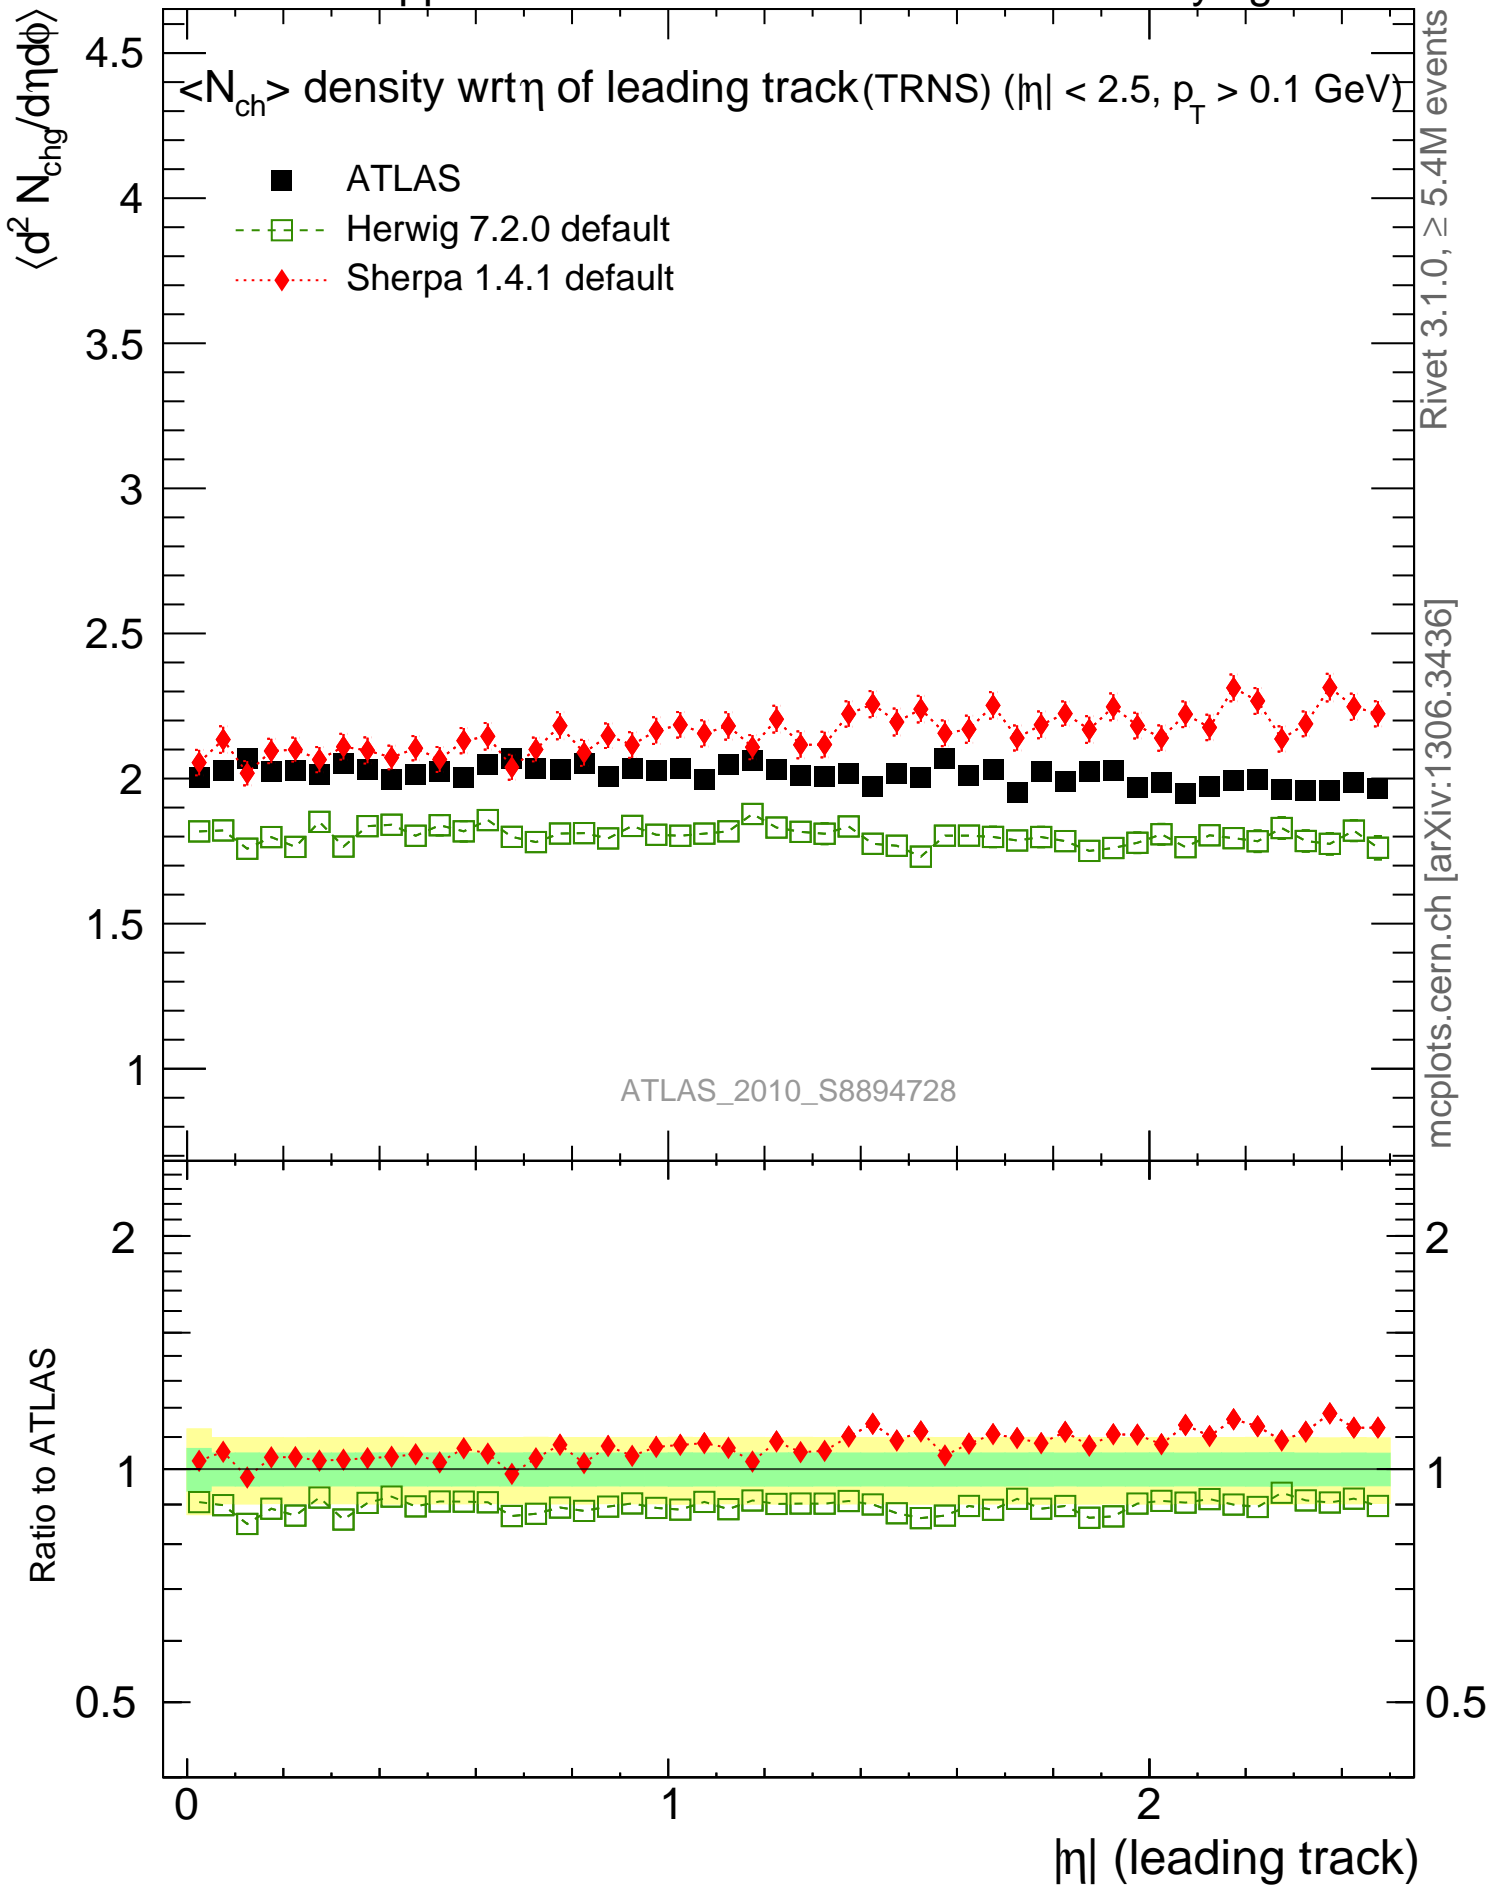 ⟨d² N_chg/dηdϕ⟩
<N_ch> density wrt η of leading track (TRNS) (|η| < 2.5, p_T > 0.1 GeV)
ATLAS
Herwig 7.2.0 default
Sherpa 1.4.1 default
4.5
4
3.5
3
2.5
2
1.5
1
ATLAS_2010_S8894728
Rivet 3.1.0, ≥ 5.4M events
mcplots.cern.ch [arXiv:1306.3436]
Ratio to ATLAS
2
1
0.5
2
1
0.5
0 1 2
|η| (leading track)